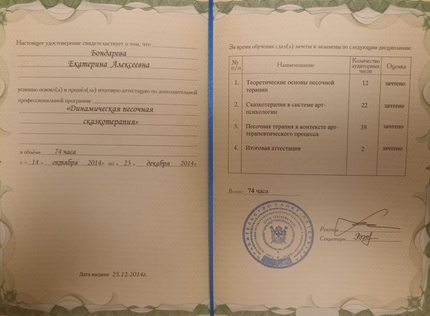 Настоящее удостоверение свидетельствует о том, что
Бондарева
Екатерина Алексеевна
успешно освоил(а) и прошёл(а) итоговую аттестацию по дополнительной
профессиональной программе
«Динамическая песочная
сказкотерапия»
в объёме 74 часа
с « 14 » октября 2014г. по « 23 » декабря 2014г.
Дата выдачи 23.12.2014г.
За время обучения сдал(а) зачеты и экзамены по следующим дисциплинам:
№ п/п Наименование Количество аудиторных часов Оценка
1. Теоретические основы песочной терапии 12 зачтено
2. Сказкотерапия в системе арт-психологии 22 зачтено
3. Песочная терапия в контексте арт-терапевтического процесса 38 зачтено
4. Итоговая аттестация 2 зачтено
Всего: 74 часа
Ректор
Секретарь